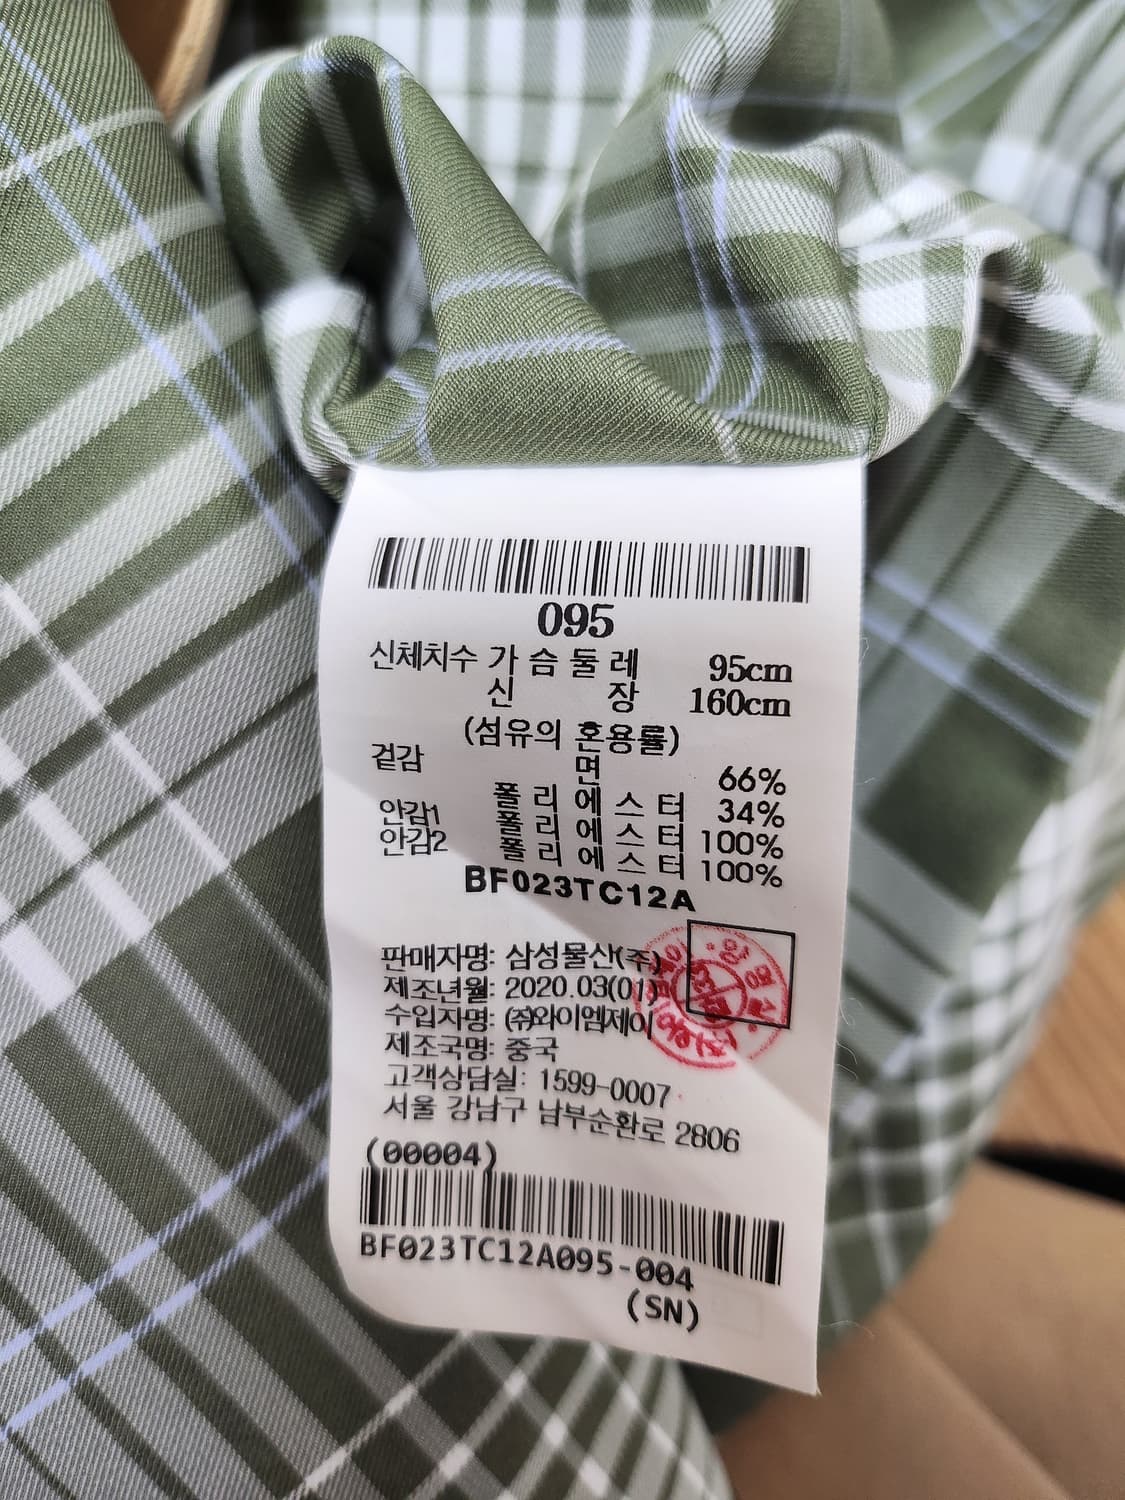 095
신체치수 가슴둘레 95cm
신장 160cm
(섬유의 혼용률)
겉감 면 66%
폴리에스터 34%
안감1 폴리에스터 100%
안감2 폴리에스터 100%
BF023TC12A
판매자명: 삼성물산(주)
제조년월: 2020.03(01)
수입자명: (주)와이엠제이
제조국명: 중국
고객상담실: 1599-0007
서울 강남구 남부순환로 2806
(00004)
BF023TC12A095-004
(SN)